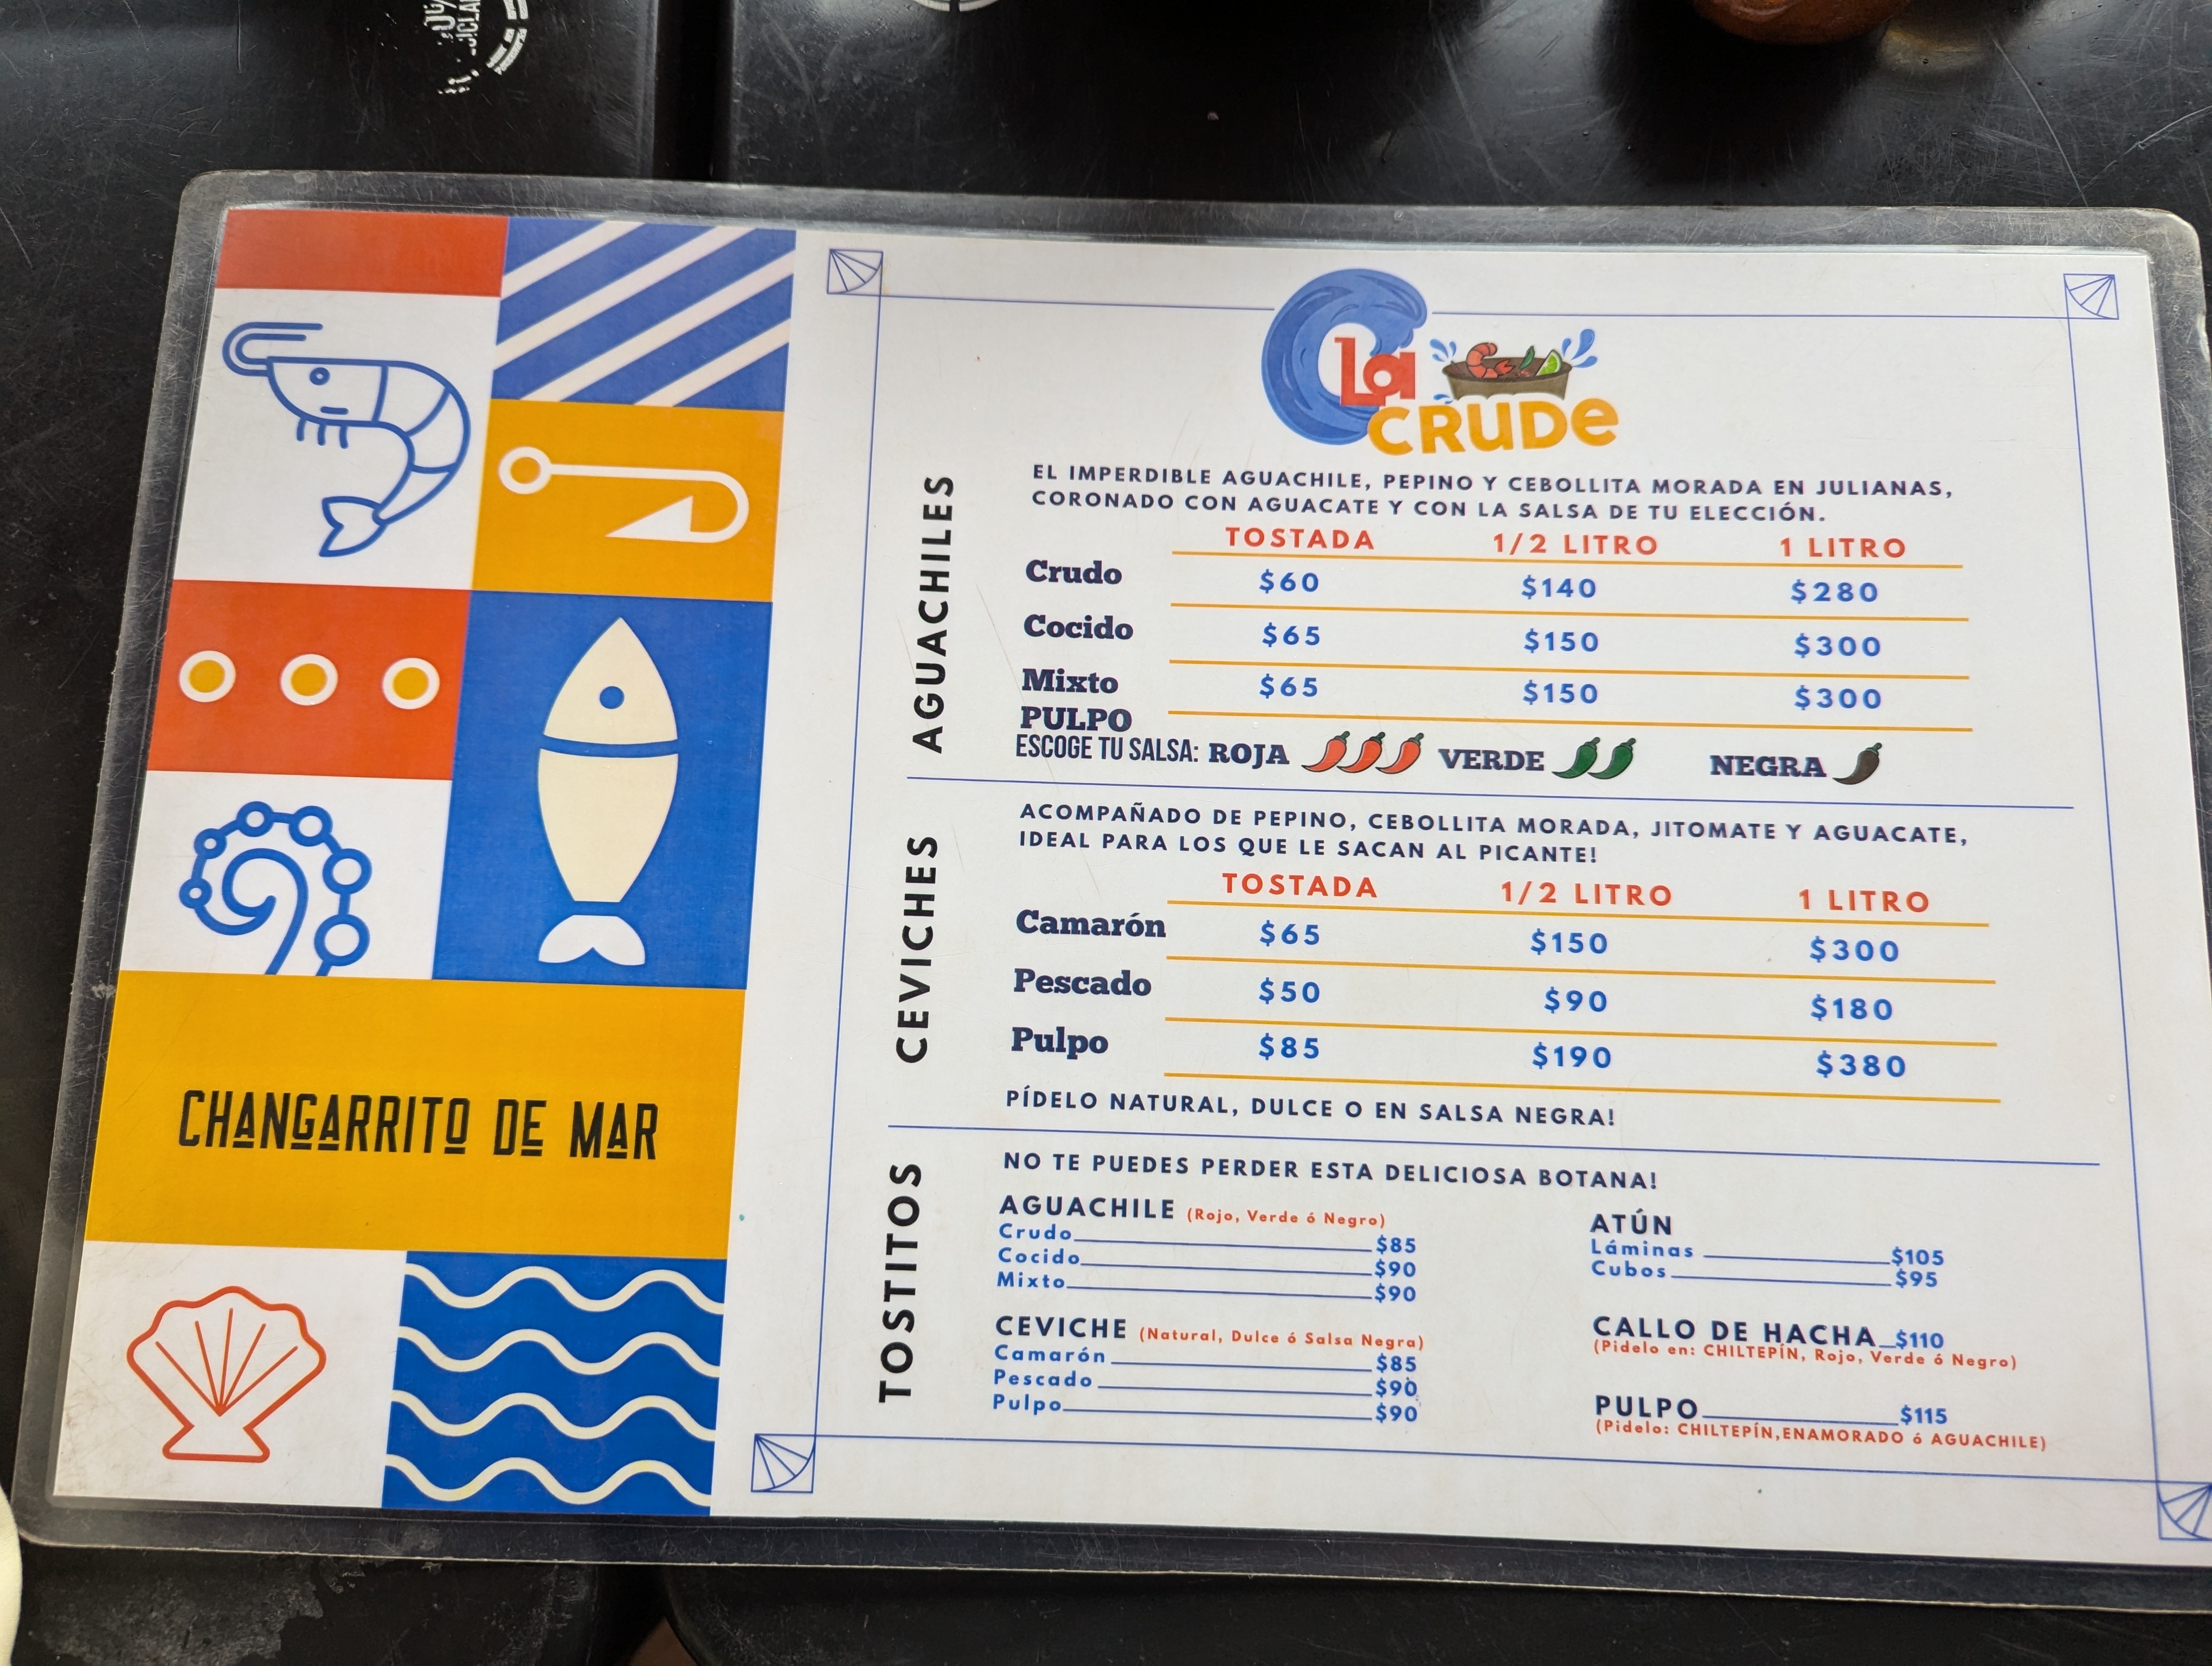 la
CRUDe
AGUACHILES
EL IMPERDIBLE AGUACHILE, PEPINO Y CEBOLLITA MORADA EN JULIANAS,
CORONADO CON AGUACATE Y CON LA SALSA DE TU ELECCIÓN.
TOSTADA 1/2 LITRO 1 LITRO
Crudo $60 $140 $280
Cocido $65 $150 $300
Mixto $65 $150 $300
PULPO
ESCOGE TU SALSA: ROJA VERDE NEGRA
CEVICHES
ACOMPAÑADO DE PEPINO, CEBOLLITA MORADA, JITOMATE Y AGUACATE,
IDEAL PARA LOS QUE LE SACAN AL PICANTE!
TOSTADA 1/2 LITRO 1 LITRO
Camarón $65 $150 $300
Pescado $50 $90 $180
Pulpo $85 $190 $380
PÍDELO NATURAL, DULCE O EN SALSA NEGRA!
CHANGARRITO DE MAR
TOSTITOS
NO TE PUEDES PERDER ESTA DELICIOSA BOTANA!
AGUACHILE (Rojo, Verde ó Negro)
Crudo $85
Cocido $90
Mixto $90
CEVICHE (Natural, Dulce ó Salsa Negra)
Camarón $85
Pescado $90
Pulpo $90
ATÚN
Láminas $105
Cubos $95
CALLO DE HACHA $110
(Pidelo en: CHILTEPÍN, Rojo, Verde ó Negro)
PULPO $115
(Pidelo: CHILTEPÍN,ENAMORADO ó AGUACHILE)